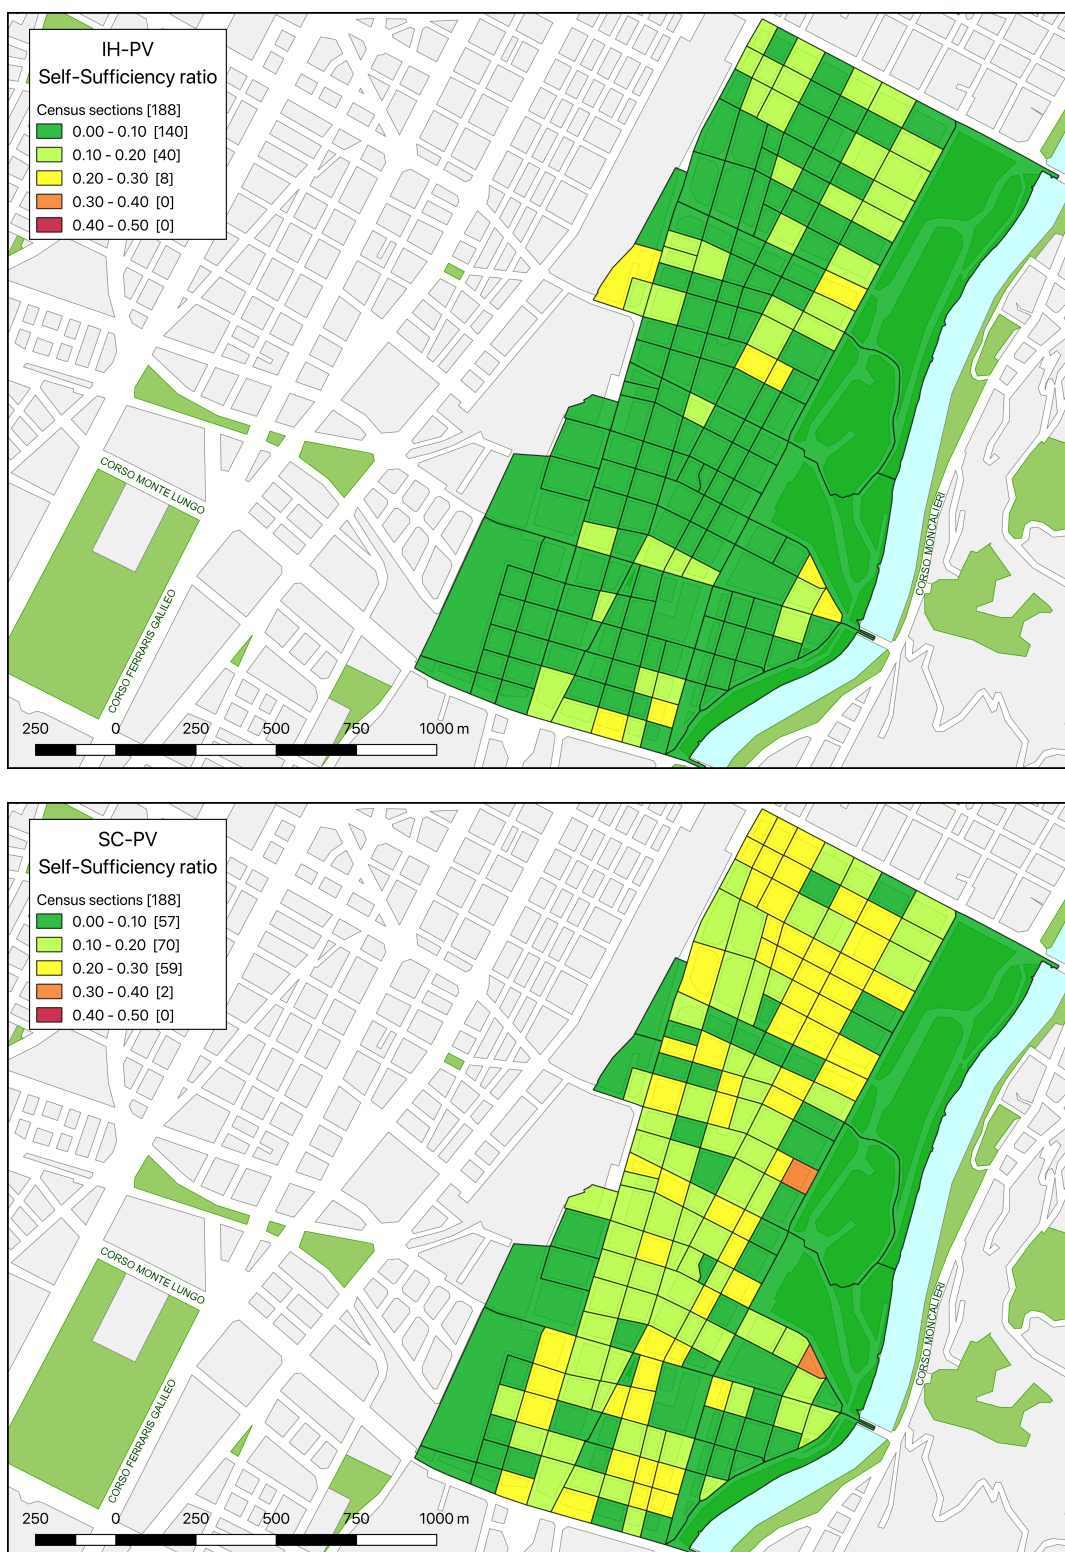 IH-PV
Self-Sufficiency ratio
Census sections [188]
0.00 - 0.10 [140]
0.10 - 0.20 [40]
0.20 - 0.30 [8]
0.30 - 0.40 [0]
0.40 - 0.50 [0]
CORSO MONTE LUNGO
CORSO FERRARIS GALILEO
CORSO MONCALIERI
250 0 250 500 750 1000 m
SC-PV
Self-Sufficiency ratio
Census sections [188]
0.00 - 0.10 [57]
0.10 - 0.20 [70]
0.20 - 0.30 [59]
0.30 - 0.40 [2]
0.40 - 0.50 [0]
CORSO MONTE LUNGO
CORSO FERRARIS GALILEO
CORSO MONCALIERI
250 0 250 500 750 1000 m